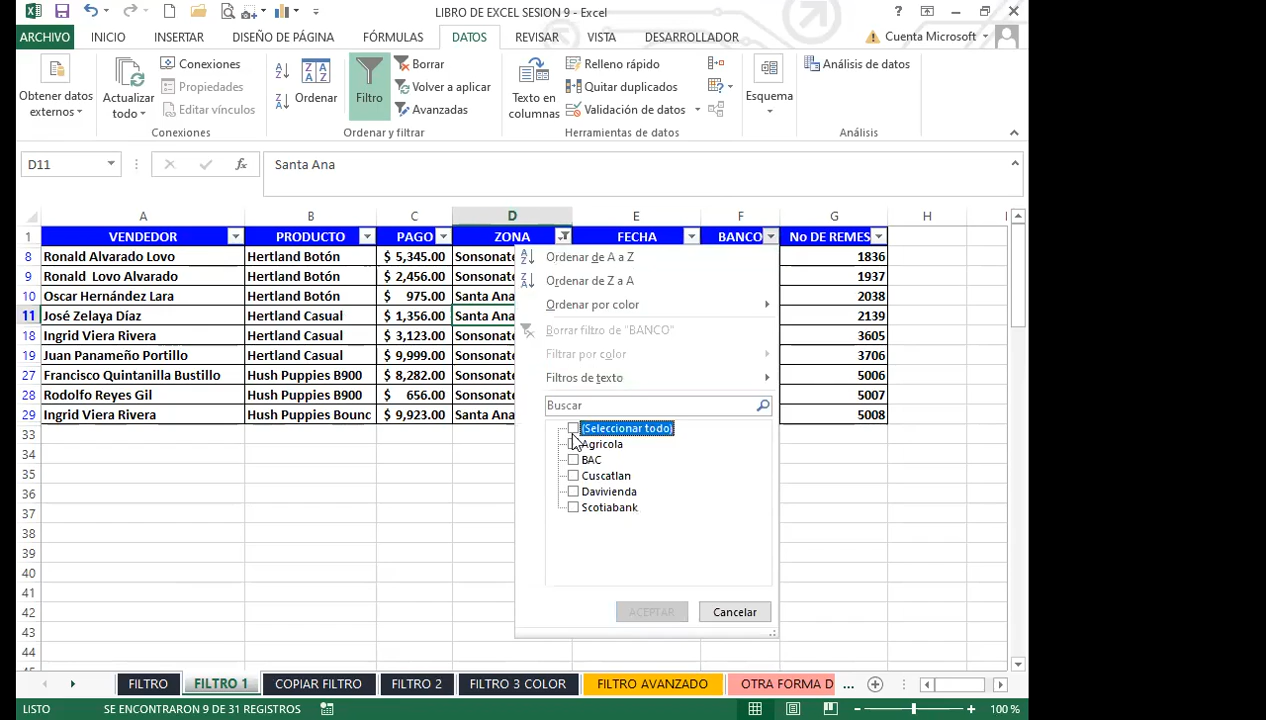 LIBRO DE EXCEL SESION 9 - Excel
ARCHIVO INICIO INSERTAR DISEÑO DE PÁGINA FÓRMULAS DATOS REVISAR VISTA DESARROLLADOR Cuenta Microsoft
Obtener datos externos
Actualizar todo
Conexiones
Propiedades
Editar vínculos
Conexiones
Ordenar
Filtro
Borrar
Volver a aplicar
Avanzadas
Ordenar y filtrar
Texto en columnas
Relleno rápido
Quitar duplicados
Validación de datos
Herramientas de datos
Esquema
Análisis de datos
Análisis
D11 fx Santa Ana
A B C D E F G H I
1 VENDEDOR PRODUCTO PAGO ZONA FECHA BANCO No DE REMES
8 Ronald Alvarado Lovo Hertland Botón $ 5,345.00 Sonsonate 1836
9 Ronald Lovo Alvarado Hertland Botón $ 2,456.00 Sonsonate 1937
10 Oscar Hernández Lara Hertland Botón $ 975.00 Santa Ana 2038
11 José Zelaya Díaz Hertland Casual $ 1,356.00 Santa Ana 2139
18 Ingrid Viera Rivera Hertland Casual $ 3,123.00 Sonsonate 3605
19 Juan Panameño Portillo Hertland Casual $ 9,999.00 Sonsonate 3706
27 Francisco Quintanilla Bustillo Hush Puppies B900 $ 8,282.00 Sonsonate 5006
28 Rodolfo Reyes Gil Hush Puppies B900 $ 656.00 Sonsonate 5007
29 Ingrid Viera Rivera Hush Puppies Bounc $ 9,923.00 Santa Ana 5008
33
34
35
36
37
38
39
40
41
42
43
44
Ordenar de A a Z
Ordenar de Z a A
Ordenar por color
Borrar filtro de "BANCO"
Filtrar por color
Filtros de texto
Buscar
(Seleccionar todo)
Agricola
BAC
Cuscatlan
Davivienda
Scotiabank
ACEPTAR Cancelar
FILTRO FILTRO 1 COPIAR FILTRO FILTRO 2 FILTRO 3 COLOR FILTRO AVANZADO OTRA FORMA D ...
LISTO SE ENCONTRARON 9 DE 31 REGISTROS 100 %